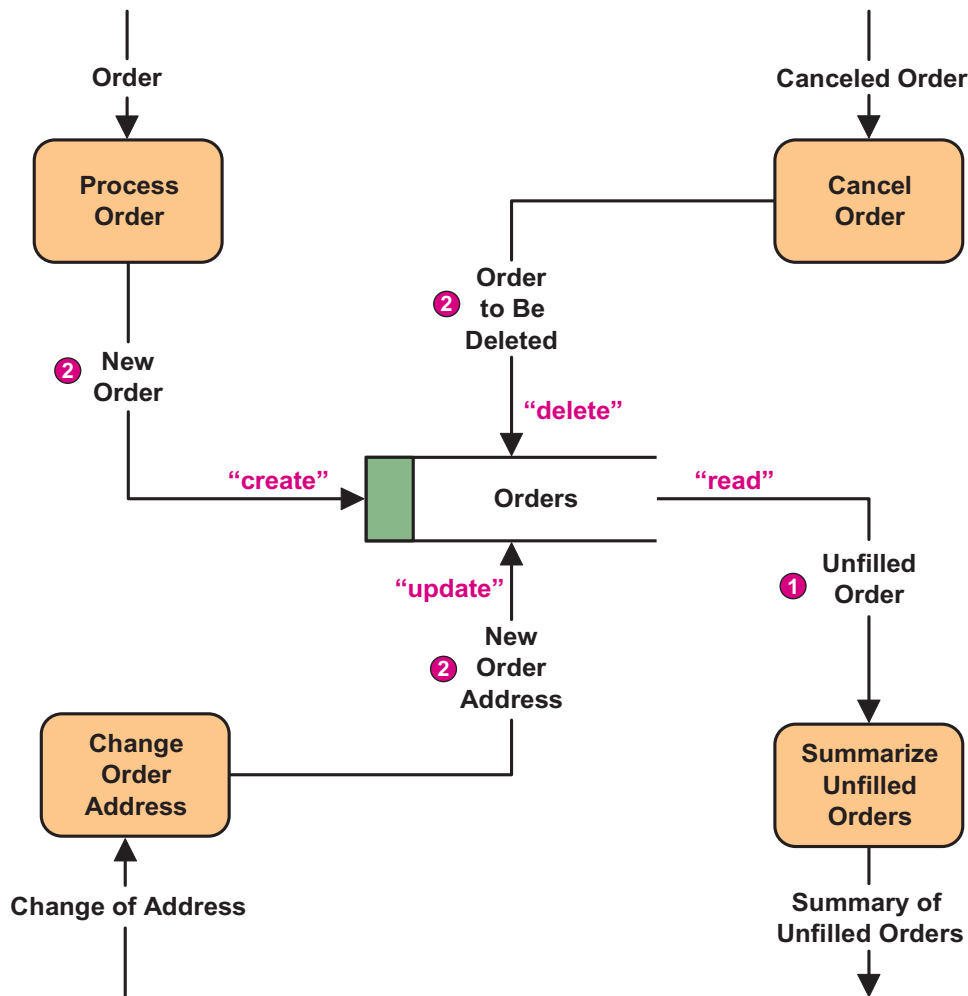 Order
Canceled Order
Process
Order
Cancel
Order
2
Order
to Be
Deleted
2
New
Order
“delete”
“create”
Orders
“read”
“update”
1
Unfilled
Order
2
New
Order
Address
Change
Order
Address
Summarize
Unfilled
Orders
Change of Address
Summary of
Unfilled Orders